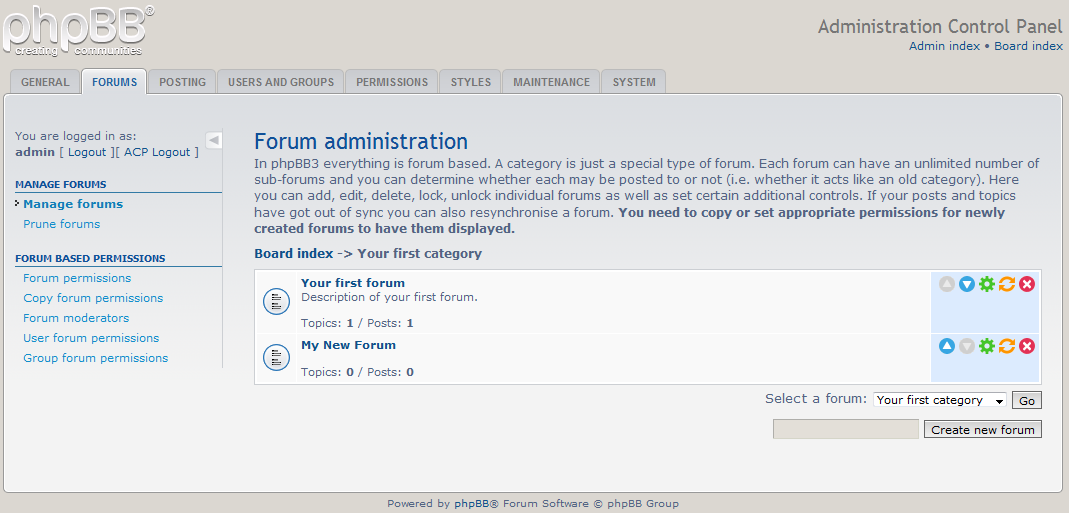 phpBB®
creating communities
Administration Control Panel
Admin index • Board index
GENERAL FORUMS POSTING USERS AND GROUPS PERMISSIONS STYLES MAINTENANCE SYSTEM
You are logged in as:
admin [ Logout ][ ACP Logout ]
MANAGE FORUMS
Manage forums
Prune forums
FORUM BASED PERMISSIONS
Forum permissions
Copy forum permissions
Forum moderators
User forum permissions
Group forum permissions
Forum administration
In phpBB3 everything is forum based. A category is just a special type of forum. Each forum can have an unlimited number of
sub-forums and you can determine whether each may be posted to or not (i.e. whether it acts like an old category). Here
you can add, edit, delete, lock, unlock individual forums as well as set certain additional controls. If your posts and topics
have got out of sync you can also resynchronise a forum. You need to copy or set appropriate permissions for newly
created forums to have them displayed.
Board index -> Your first category
Your first forum
Description of your first forum.
Topics: 1 / Posts: 1
My New Forum
Topics: 0 / Posts: 0
Select a forum: Your first category Go
Create new forum
Powered by phpBB® Forum Software © phpBB Group